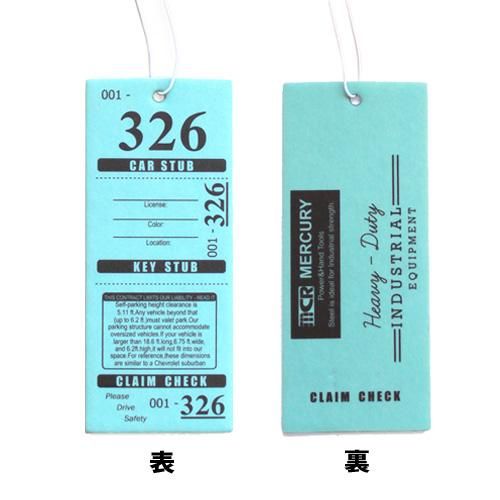 001 -
326
CAR STUB
License:
Color:
Location:
001 - 326
KEY STUB
THIS CONTRACT LIMITS OUR LIABILITY - READ IT
Self-parking height clearance is
5.11 ft.Any vehicle beyond that
(up to 6.2 ft.)must valet park.Our
parking structure cannot accommodate
oversized vehicles.If your vehicle is
larger than 18.6 ft.long,6.75 ft.wide,
and 6.2ft.high,it will not fit into our
space.For reference,these dimensions
are similar to a Chevrolet suburban
CLAIM CHECK
Please
Drive
Safety
001 - 326
表
MERCURY
Power&Hand Tools
Steel is ideal for Industrial strength.
Heavy - Duty
INDUSTRIAL
EQUIPMENT
CLAIM CHECK
裏